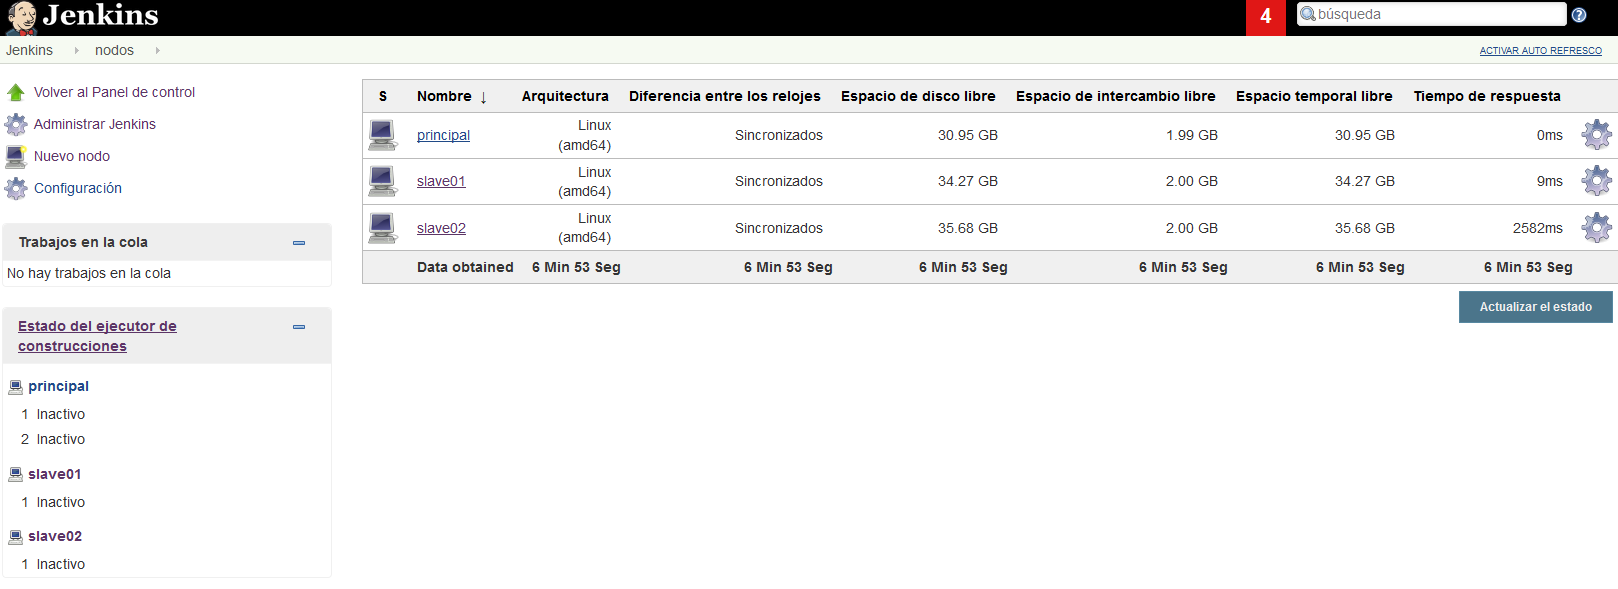 Jenkins
4
búsqueda
Jenkins nodos
ACTIVAR AUTO REFRESCO
Volver al Panel de control
Administrar Jenkins
Nuevo nodo
Configuración
Trabajos en la cola
No hay trabajos en la cola
Estado del ejecutor de
construcciones
principal
1 Inactivo
2 Inactivo
slave01
1 Inactivo
slave02
1 Inactivo
S Nombre ↓ Arquitectura Diferencia entre los relojes Espacio de disco libre Espacio de intercambio libre Espacio temporal libre Tiempo de respuesta
principal Linux (amd64) Sincronizados 30.95 GB 1.99 GB 30.95 GB 0ms
slave01 Linux (amd64) Sincronizados 34.27 GB 2.00 GB 34.27 GB 9ms
slave02 Linux (amd64) Sincronizados 35.68 GB 2.00 GB 35.68 GB 2582ms
Data obtained 6 Min 53 Seg 6 Min 53 Seg 6 Min 53 Seg 6 Min 53 Seg 6 Min 53 Seg 6 Min 53 Seg
Actualizar el estado